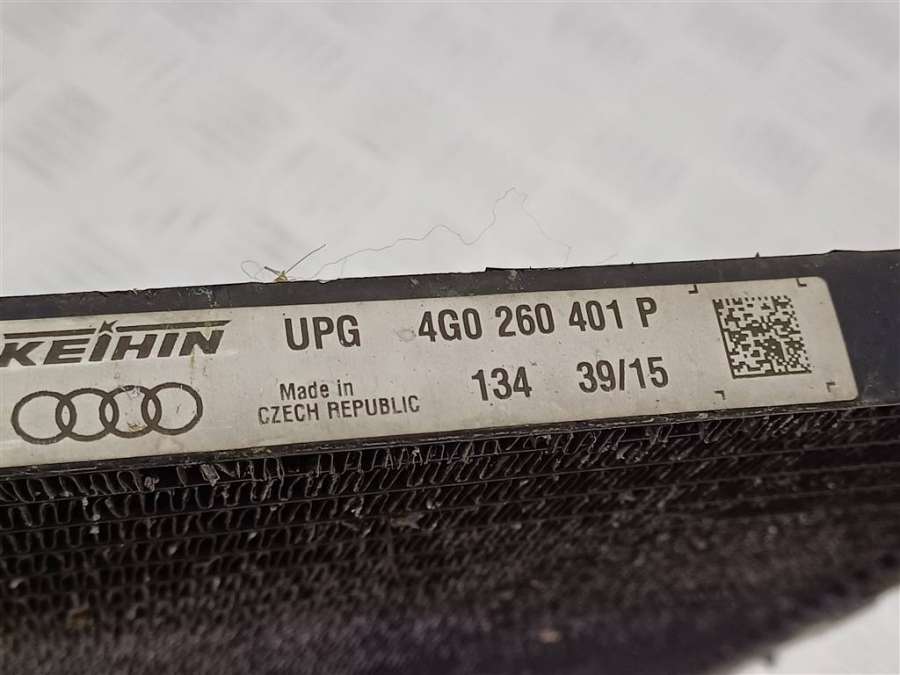 KEIHIN UPG 4G0 260 401 P
Made in 134 39/15
CZECH REPUBLIC